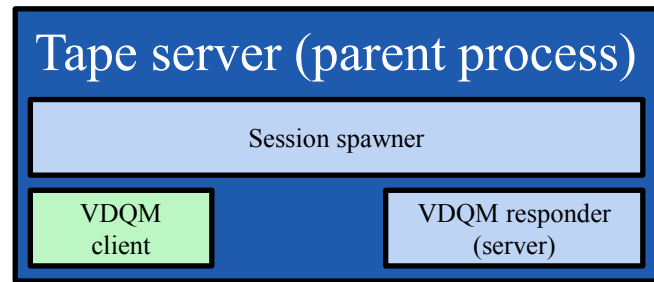 Tape server (parent process)
Session spawner
VDQM
client
VDQM responder
(server)